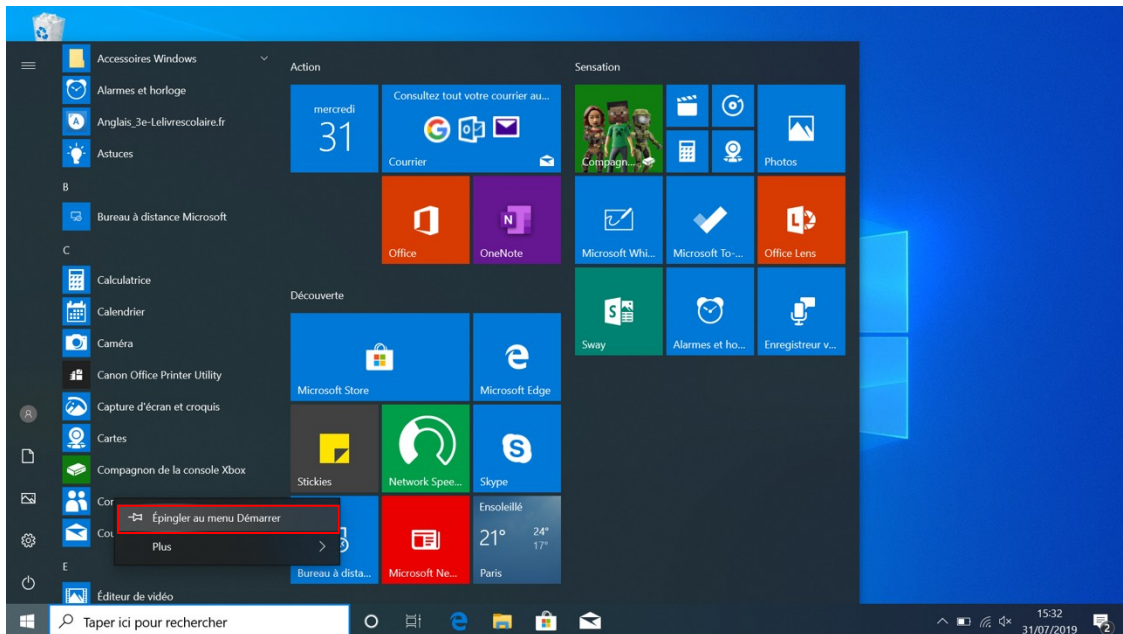 Accessoires Windows
Alarmes et horloge
Anglais_3e-Lelivrescolaire.fr
Astuces
B
Bureau à distance Microsoft
C
Calculatrice
Calendrier
Caméra
Canon Office Printer Utility
Capture d'écran et croquis
Cartes
Compagnon de la console Xbox
Cor
Cou
Épingler au menu Démarrer
Plus
E
Éditeur de vidéo
Action
mercredi
31
Consultez tout votre courrier au...
Courrier
Office
OneNote
Découverte
Microsoft Store
Microsoft Edge
Stickies
Network Spee...
Skype
Bureau à dista...
Microsoft Ne...
Ensoleillé
21° 24°
17°
Paris
Sensation
Compagn...
Photos
Microsoft Whi...
Microsoft To-...
Office Lens
Sway
Alarmes et ho...
Enregistreur v...
Taper ici pour rechercher
15:32
31/07/2019
2